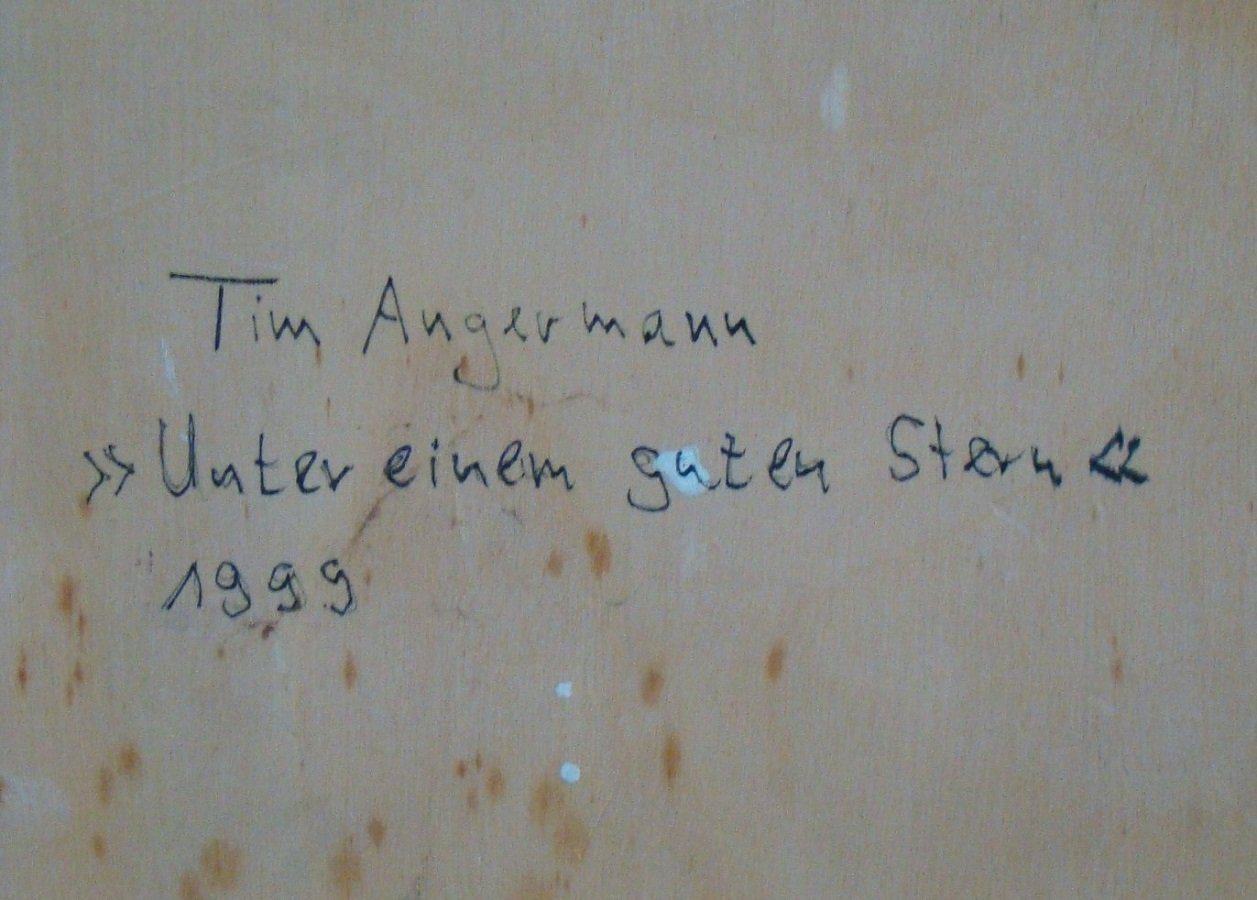 Tim Angermann
»Unter einem guten Stern«
1999